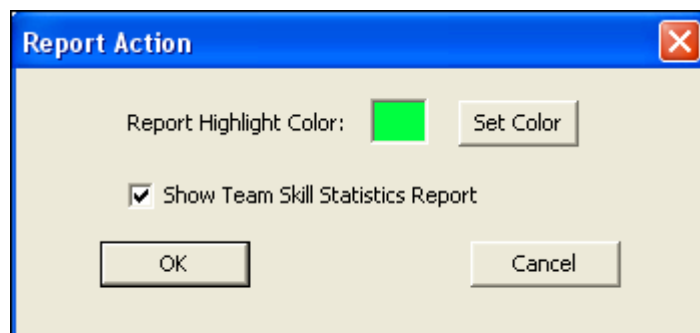 Report Action
Report Highlight Color: Set Color
Show Team Skill Statistics Report
OK Cancel